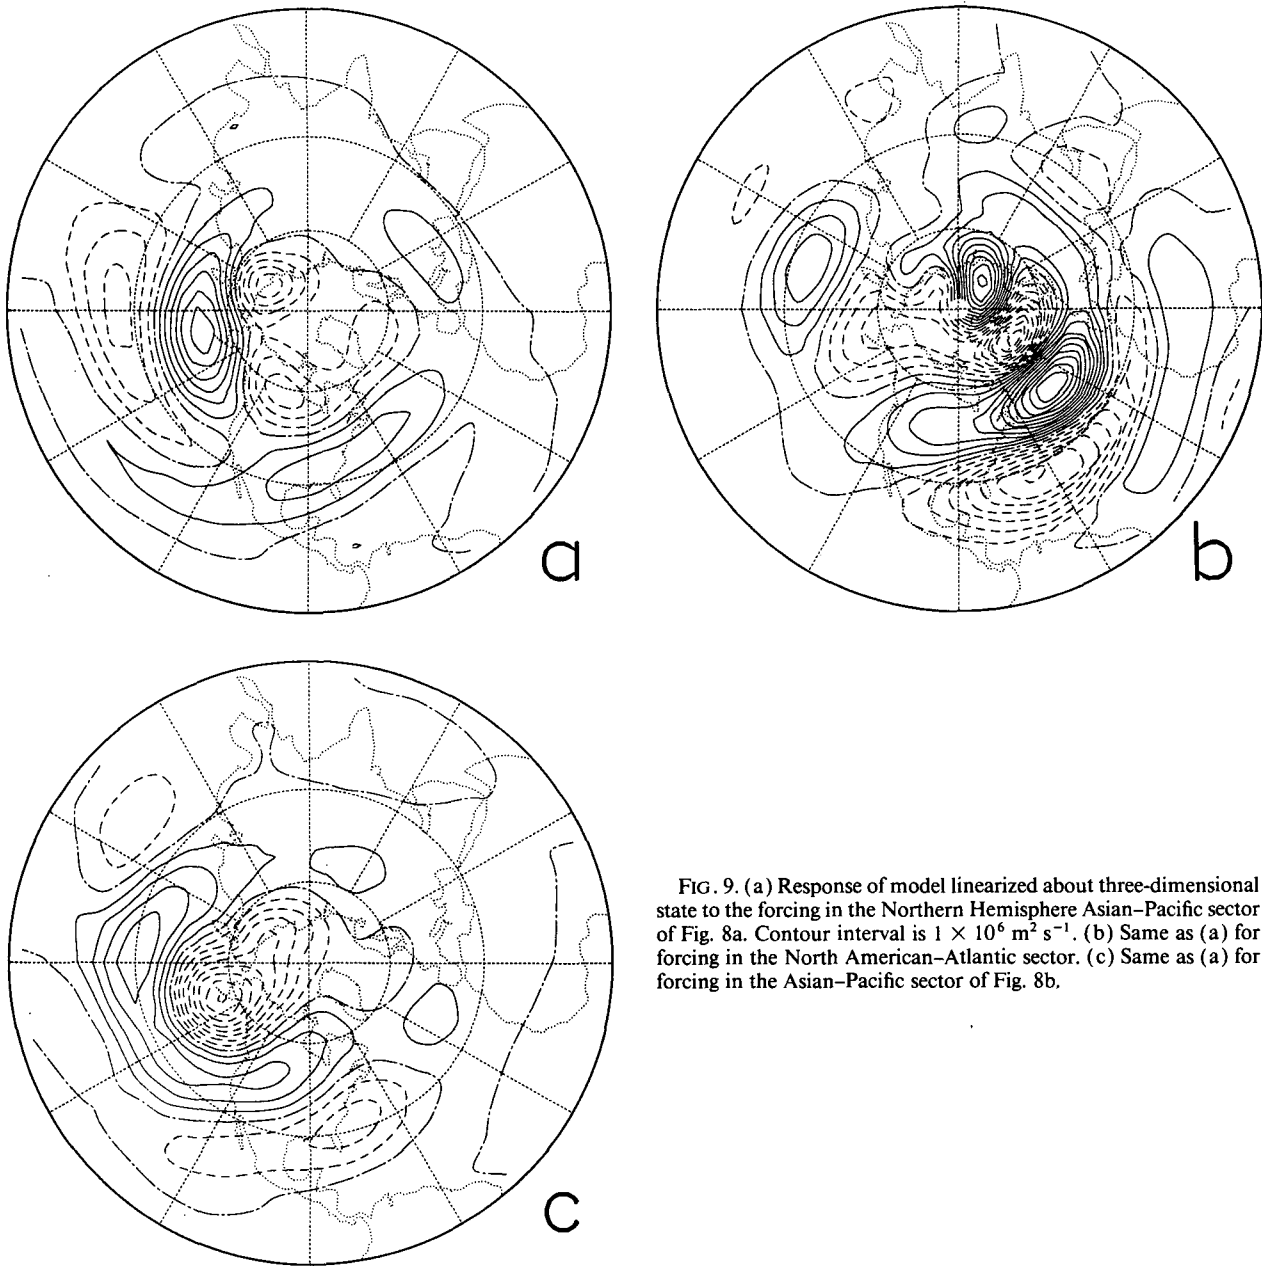 a
b
c
FIG. 9. (a) Response of model linearized about three-dimensional
state to the forcing in the Northern Hemisphere Asian–Pacific sector
of Fig. 8a. Contour interval is 1 × 10⁶ m² s⁻¹. (b) Same as (a) for
forcing in the North American–Atlantic sector. (c) Same as (a) for
forcing in the Asian–Pacific sector of Fig. 8b.